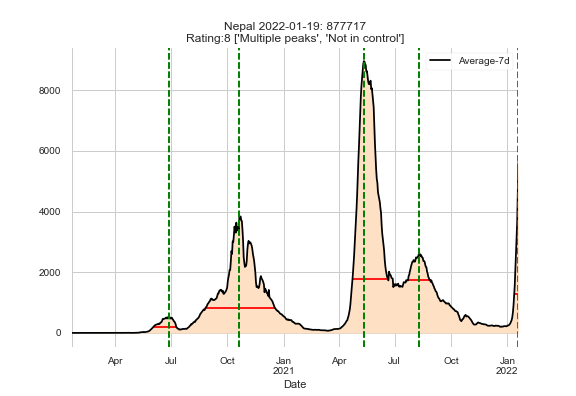 Nepal 2022-01-19: 877717
Rating:8 ['Multiple peaks', 'Not in control']
Average-7d
8000
6000
4000
2000
0
Apr
Jul
Oct
Jan
2021
Apr
Jul
Oct
Jan
2022
Date